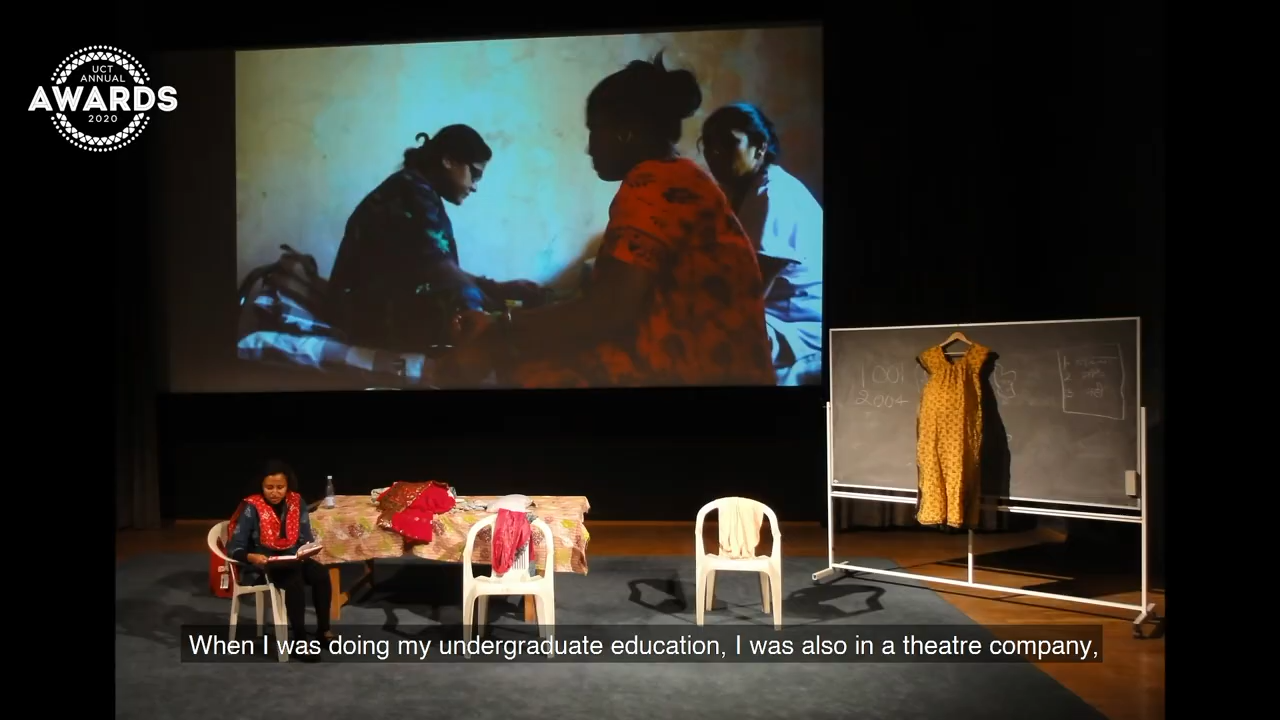 UCT
ANNUAL
AWARDS
2020
1001
2004
When I was doing my undergraduate education, I was also in a theatre company,